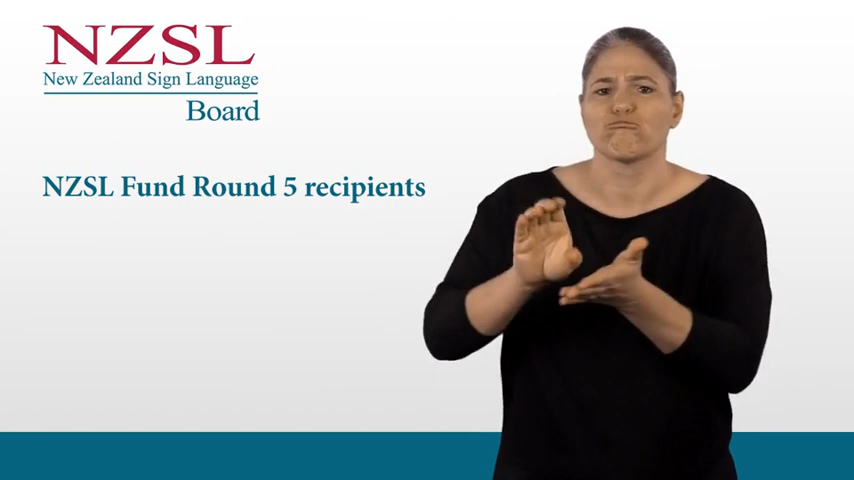 NZSL
New Zealand Sign Language
Board
NZSL Fund Round 5 recipients